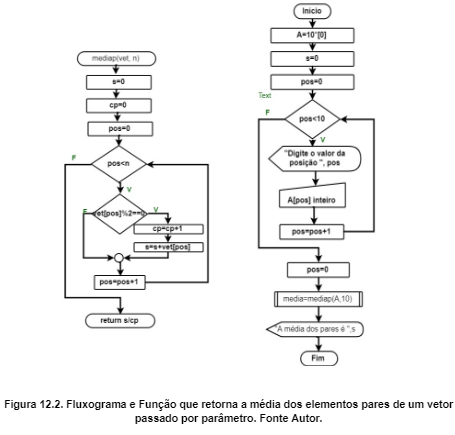 mediap(vet, n)
s=0
cp=0
pos=0
pos<n
F
V
vet[pos]%2==0
F
V
cp=cp+1
s=s+vet[pos]
pos=pos+1
return s/cp
Inicio
A=10*[0]
s=0
pos=0
Text
pos<10
F
V
"Digite o valor da
posição ", pos
A[pos] inteiro
pos=pos+1
pos=0
media=mediap(A,10)
"A média dos pares é ",s
Fim
Figura 12.2. Fluxograma e Função que retorna a média dos elementos pares de um vetor
passado por parâmetro. Fonte Autor.